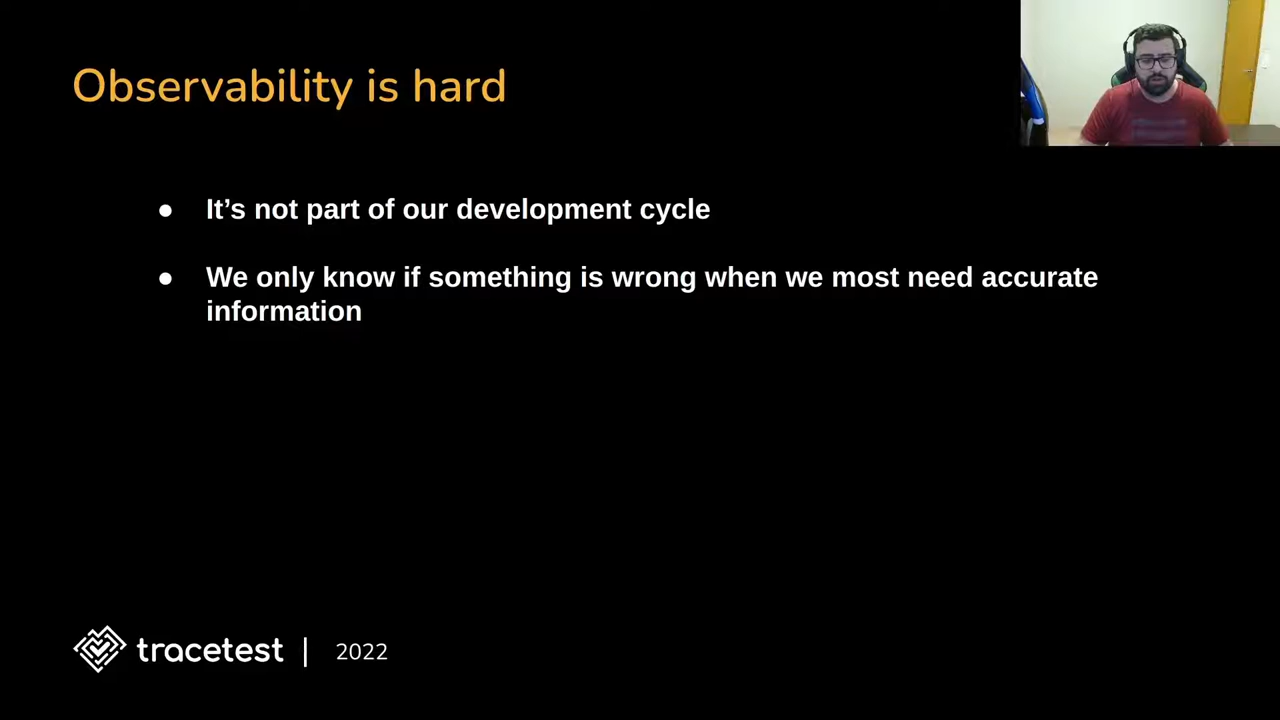 Observability is hard
● It’s not part of our development cycle
● We only know if something is wrong when we most need accurate
information
tracetest | 2022